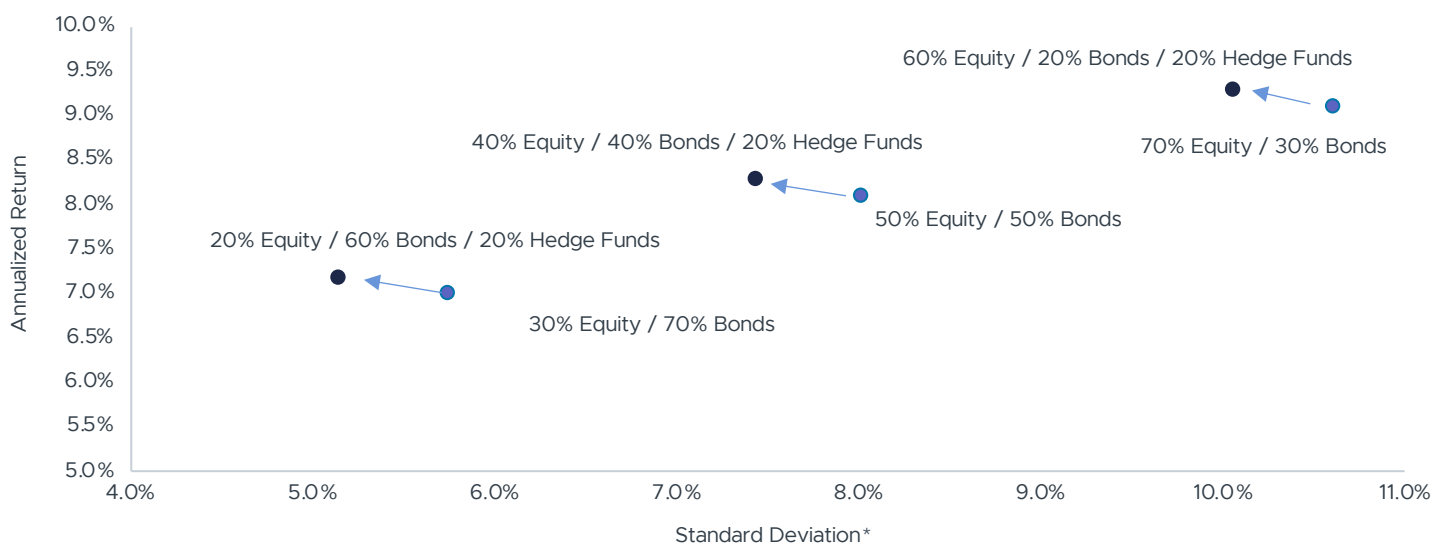 10.0%
9.5%
9.0%
8.5%
8.0%
7.5%
7.0%
6.5%
6.0%
5.5%
5.0%
Annualized Return
60% Equity / 20% Bonds / 20% Hedge Funds
70% Equity / 30% Bonds
40% Equity / 40% Bonds / 20% Hedge Funds
50% Equity / 50% Bonds
20% Equity / 60% Bonds / 20% Hedge Funds
30% Equity / 70% Bonds
4.0% 5.0% 6.0% 7.0% 8.0% 9.0% 10.0% 11.0%
Standard Deviation*